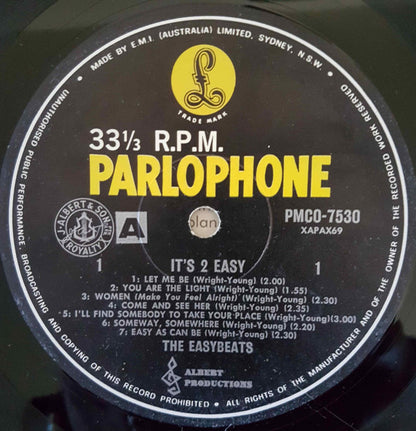 MADE BY E.M.I. (AUSTRALIA) LIMITED, SYDNEY, N.S.W. • ALL RIGHTS OF THE MANUFACTURER AND OF THE OWNER OF THE RECORDED WORK RESERVED
UNAUTHORISED PUBLIC PERFORMANCE, BROADCASTING AND COPYING OF THIS RECORD PROHIBITED •
£
TRADE MARK
33⅓ R.P.M.
PARLOPHONE
J. ALBERT & SON PTY LTD
ROYALTY
A
plan
PMCO-7530
XAPAX69
1 IT'S 2 EASY 1
1: LET ME BE (Wright-Young) (2.00)
2: YOU ARE THE LIGHT (Wright-Young) (1.55)
3: WOMEN (Make You Feel Alright) (Wright-Young) (2.30)
4: COME AND SEE HER (Wright-Young) (2.35)
5: I'LL FIND SOMEBODY TO TAKE YOUR PLACE (Wright-Young)(3.00)
6: SOMEWAY, SOMEWHERE (Wright-Young) (2.20)
7: EASY AS CAN BE (Wright-Young) (2.30)
THE EASYBEATS
ALBERT
PRODUCTIONS